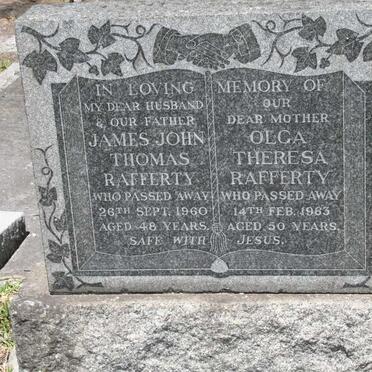 IN LOVING MEMORY OF
MY DEAR HUSBAND
& OUR FATHER
JAMES JOHN
THOMAS
RAFFERTY
WHO PASSED AWAY
26TH SEPT. 1960
AGED 48 YEARS.
OUR
DEAR MOTHER
OLGA
THERESA
RAFFERTY
WHO PASSED AWAY
14TH FEB. 1963
AGED 50 YEARS.
SAFE WITH JESUS.